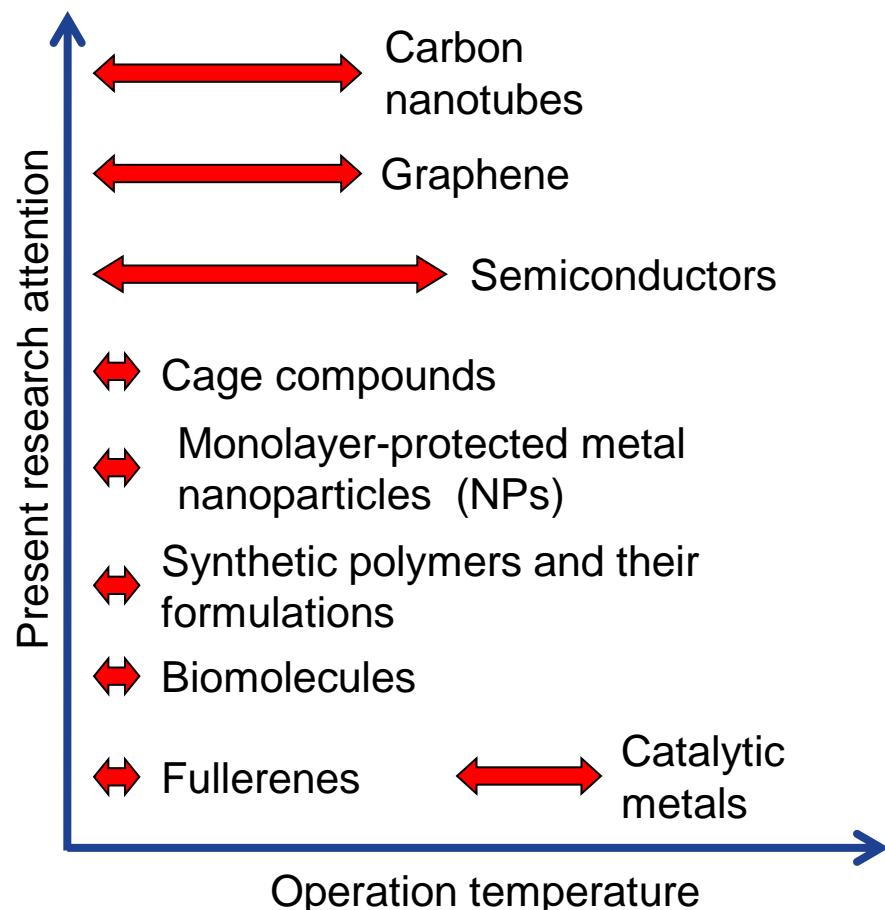 Present research attention
Carbon
nanotubes
Graphene
Semiconductors
Cage compounds
Monolayer-protected metal
nanoparticles (NPs)
Synthetic polymers and their
formulations
Biomolecules
Fullerenes
Catalytic
metals
Operation temperature